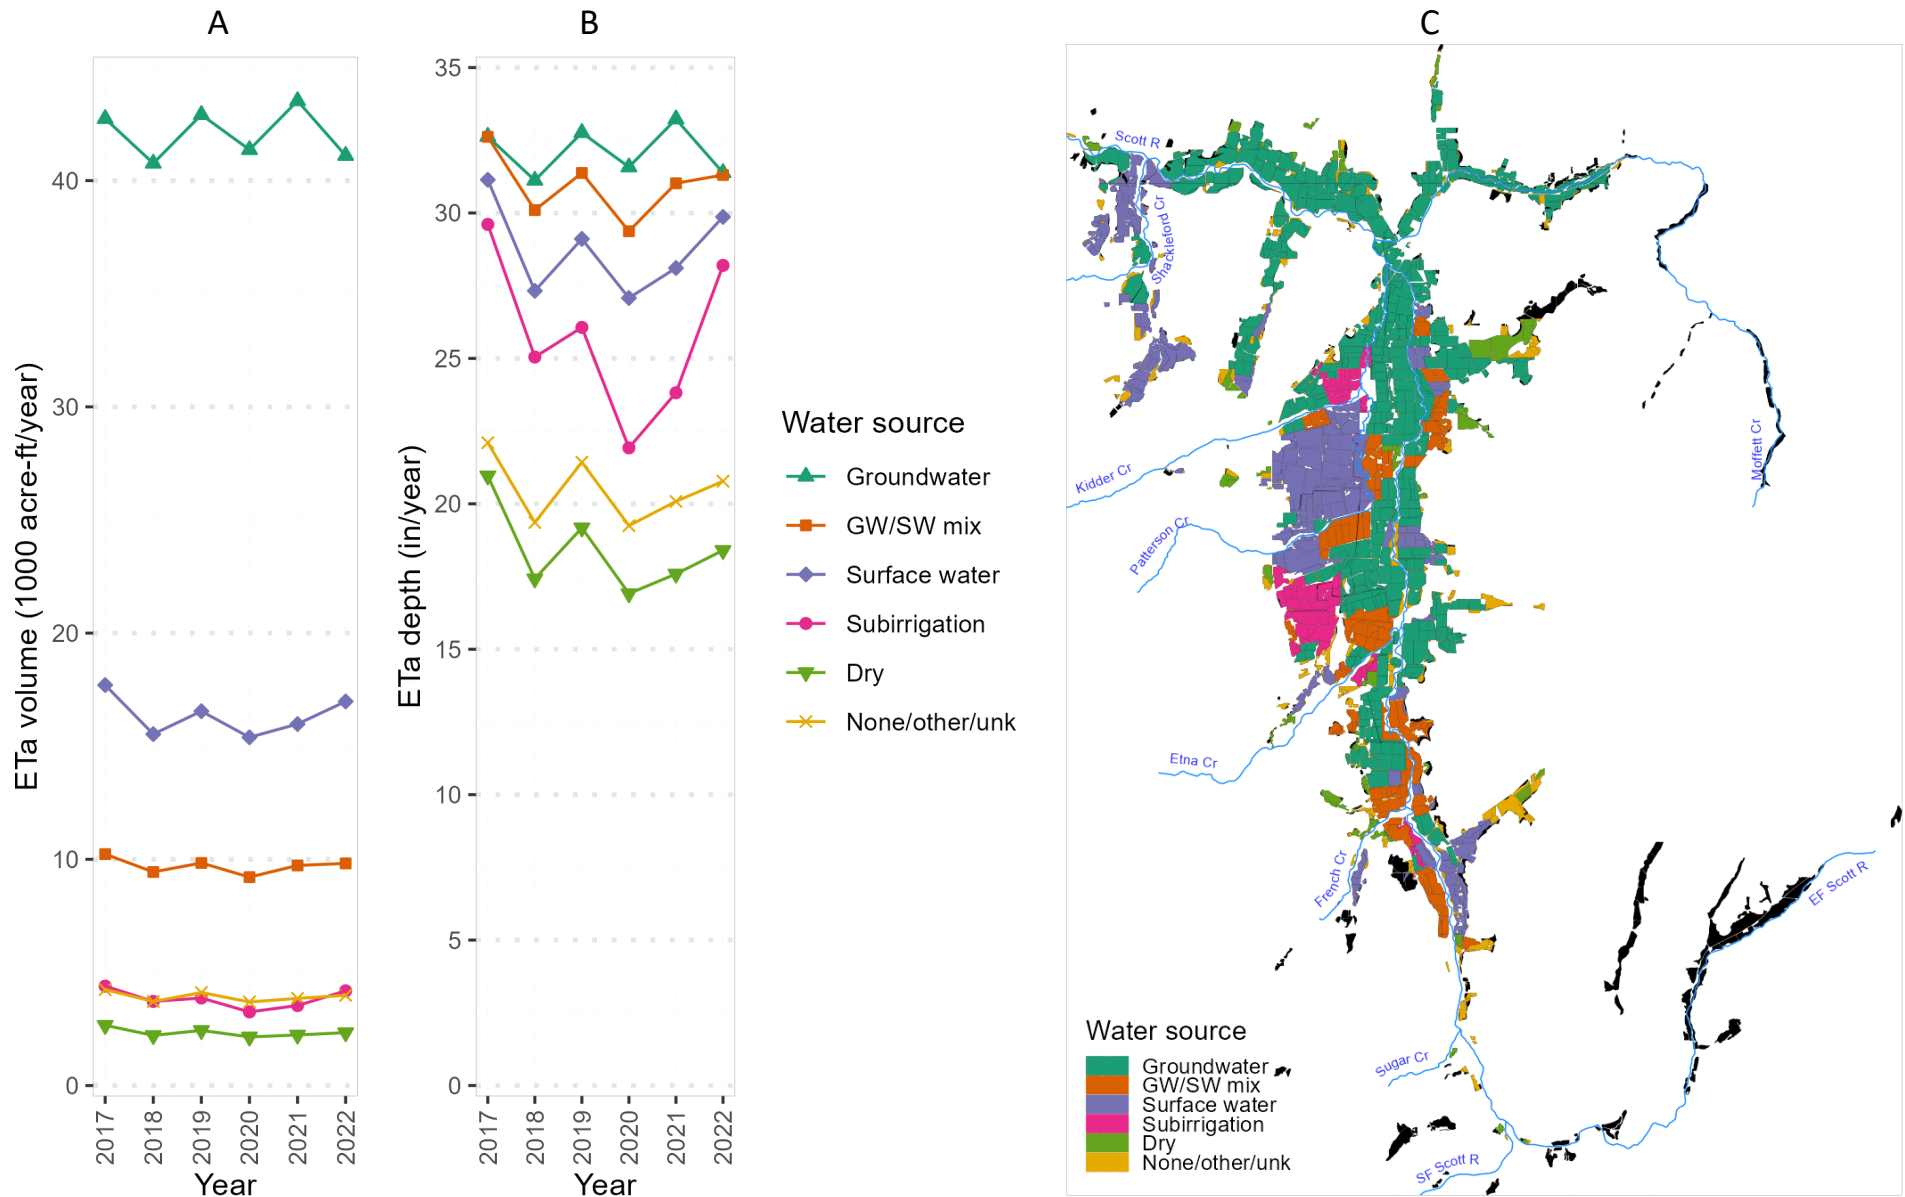 A
B
C
ETa volume (1000 acre-ft/year)
40
30
20
10
0
2017
2018
2019
2020
2021
2022
Year
ETa depth (in/year)
35
30
25
20
15
10
5
0
2017
2018
2019
2020
2021
2022
Year
Water source
Groundwater
GW/SW mix
Surface water
Subirrigation
Dry
None/other/unk
Scott R
Shackleford Cr
Kidder Cr
Patterson Cr
Moffett Cr
Etna Cr
French Cr
EF Scott R
Sugar Cr
SF Scott R
Water source
Groundwater
GW/SW mix
Surface water
Subirrigation
Dry
None/other/unk